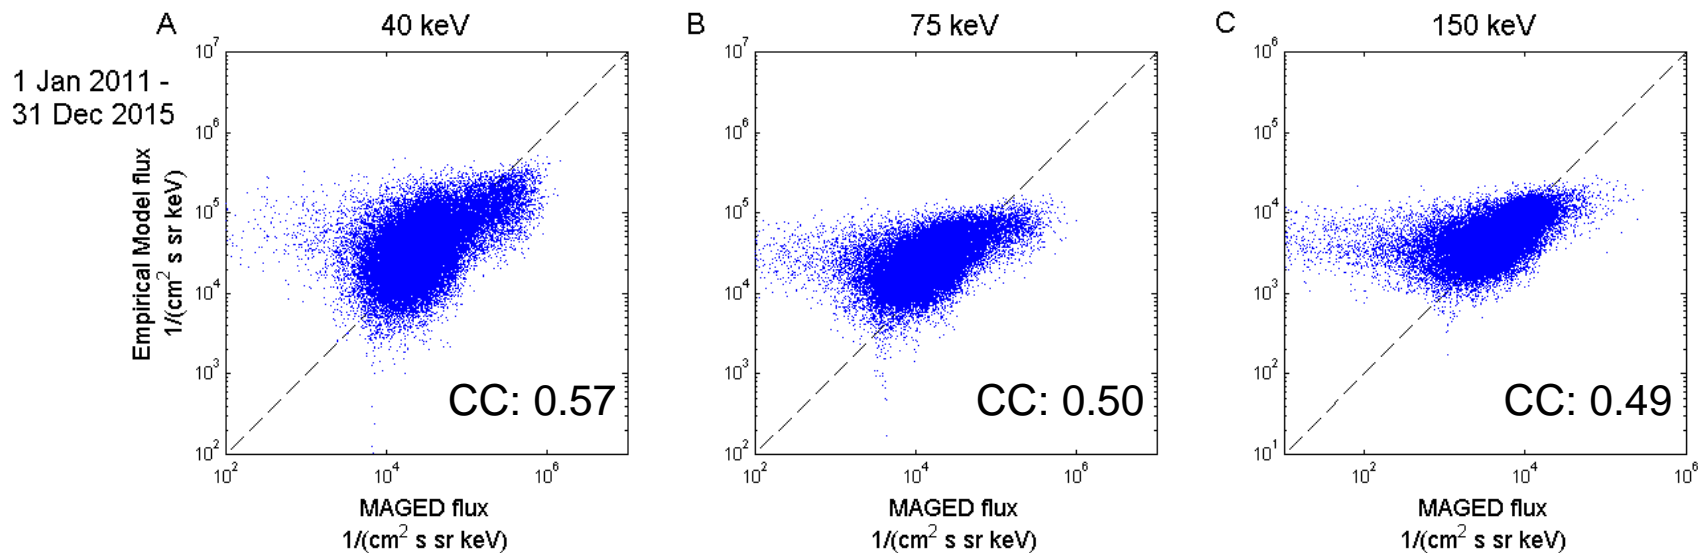 A
40 keV
B
75 keV
C
150 keV
1 Jan 2011 -
31 Dec 2015
Empirical Model flux
1/(cm² s sr keV)
10⁷
10⁶
10⁵
10⁴
10³
10²
CC: 0.57
10² 10⁴ 10⁶
MAGED flux
1/(cm² s sr keV)
10⁷
10⁶
10⁵
10⁴
10³
10²
CC: 0.50
10² 10⁴ 10⁶
MAGED flux
1/(cm² s sr keV)
10⁶
10⁵
10⁴
10³
10²
10¹
CC: 0.49
10² 10⁴ 10⁶
MAGED flux
1/(cm² s sr keV)